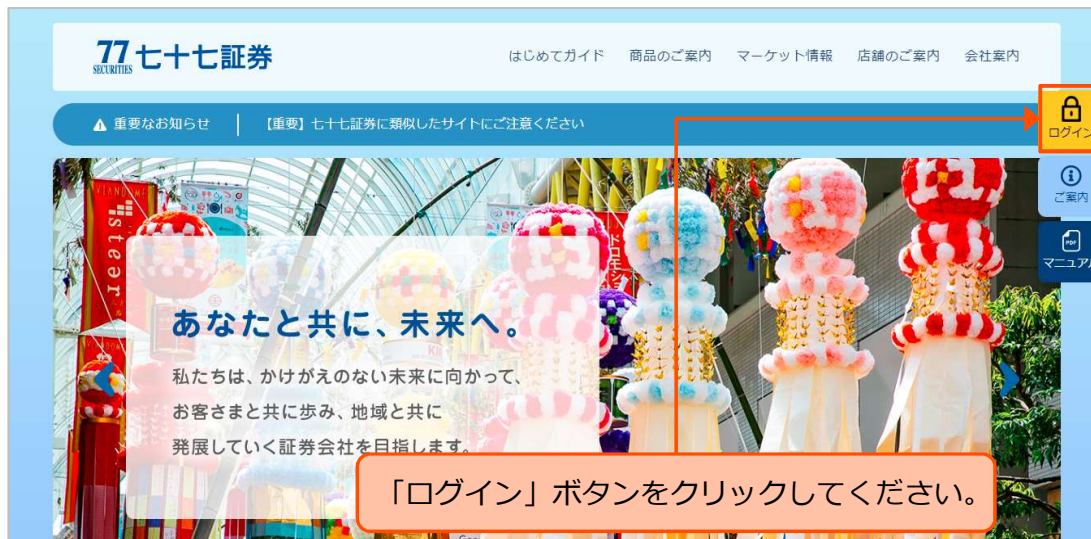 77
SECURITIES
七十七証券
はじめてガイド 商品のご案内 マーケット情報 店舗のご案内 会社案内
重要なお知らせ 【重要】七十七証券に類似したサイトにご注意ください
ログイン
ご案内
PDF
マニュアル
あなたと共に、未来へ。
私たちは、かけがえのない未来に向かって、
お客さまと共に歩み、地域と共に
発展していく証券会社を目指します。
「ログイン」ボタンをクリックしてください。